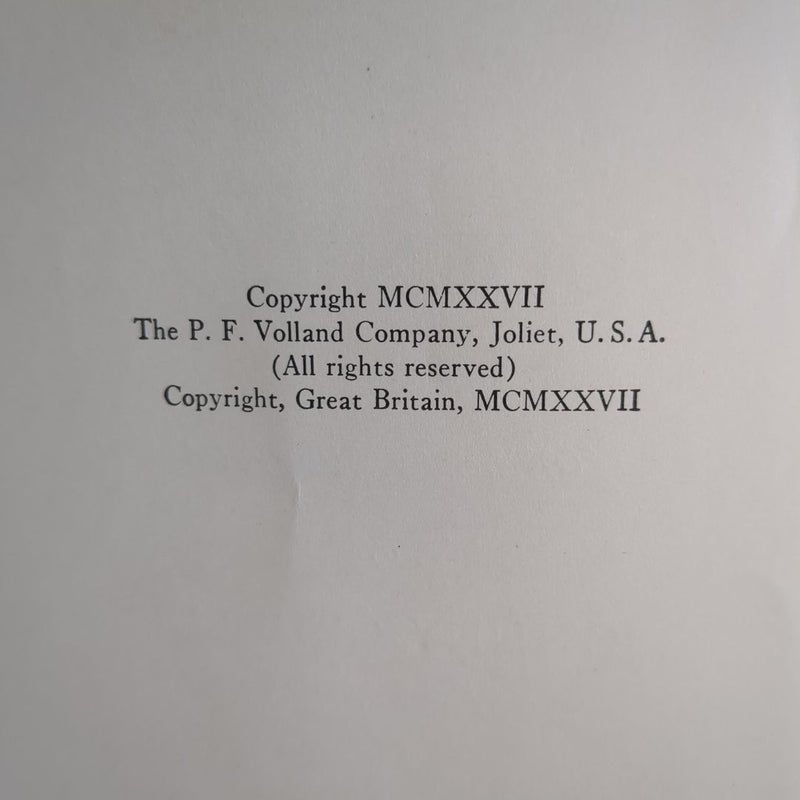 Copyright MCMXXVII
The P. F. Volland Company, Joliet, U. S. A.
(All rights reserved)
Copyright, Great Britain, MCMXXVII